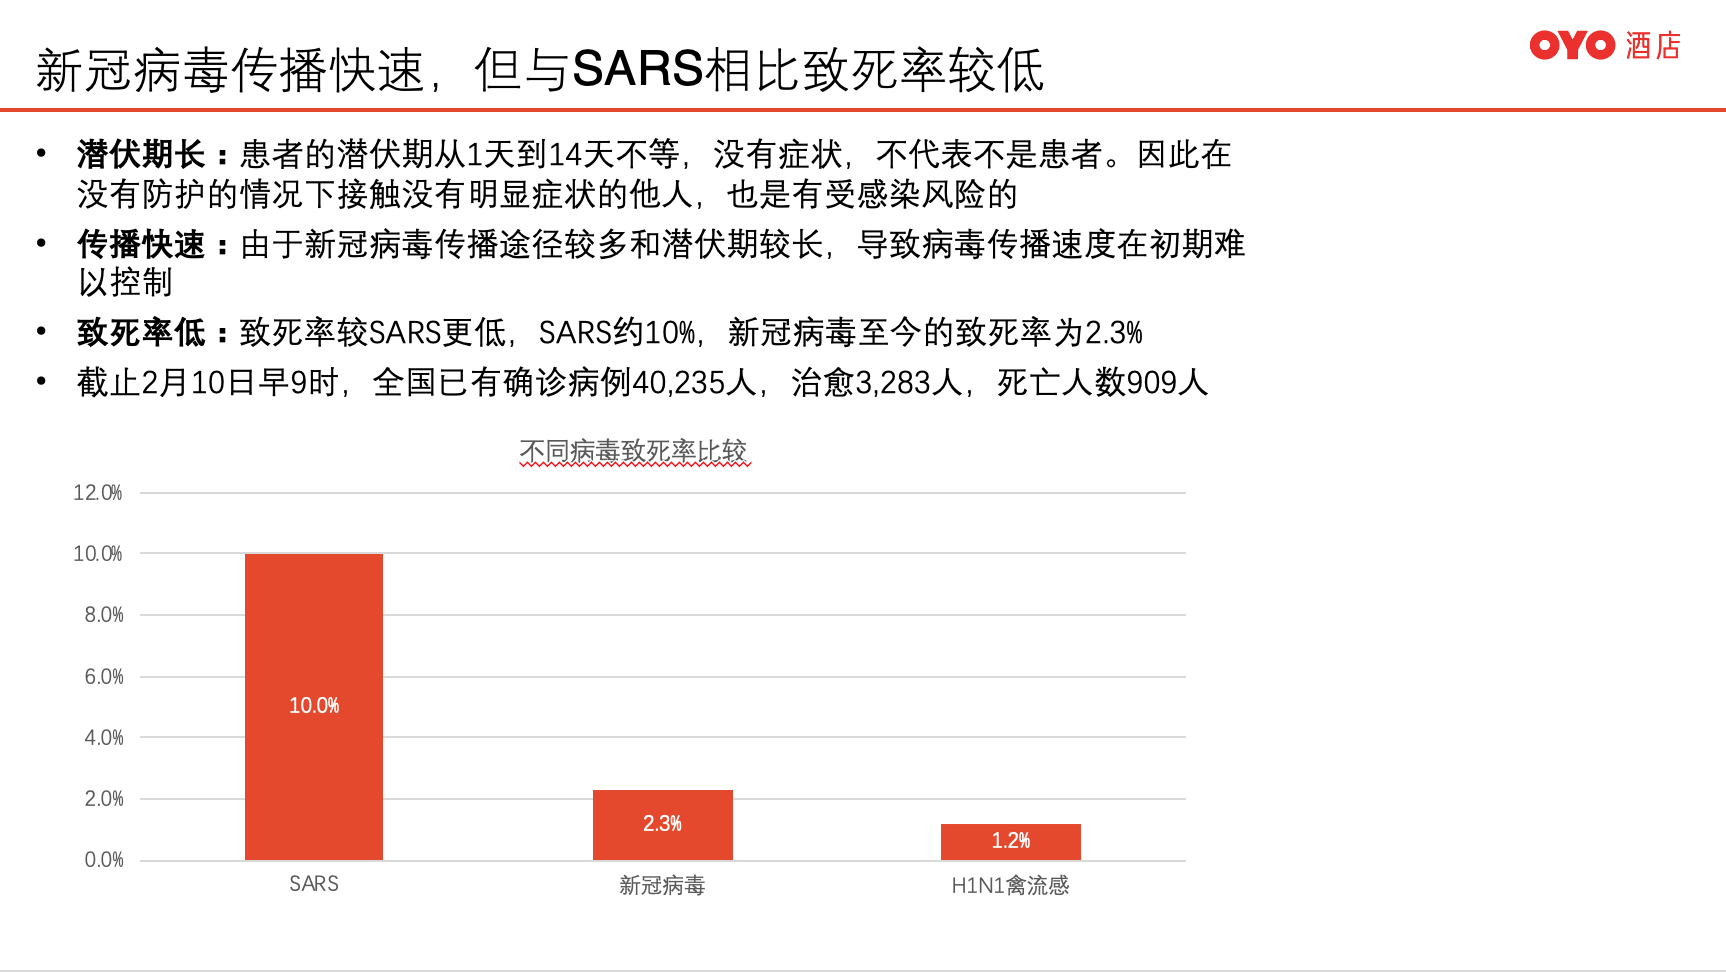 新冠病毒传播快速，但与SARS相比致死率较低
OYO 酒店
• 潜伏期长：患者的潜伏期从1天到14天不等，没有症状，不代表不是患者。因此在
没有防护的情况下接触没有明显症状的他人，也是有受感染风险的
• 传播快速：由于新冠病毒传播途径较多和潜伏期较长，导致病毒传播速度在初期难
以控制
• 致死率低：致死率较SARS更低，SARS约10%，新冠病毒至今的致死率为2.3%
• 截止2月10日早9时，全国已有确诊病例40,235人，治愈3,283人，死亡人数909人
不同病毒致死率比较
12.0%
10.0%
8.0%
6.0%
4.0%
2.0%
0.0%
10.0%
2.3%
1.2%
SARS
新冠病毒
H1N1禽流感